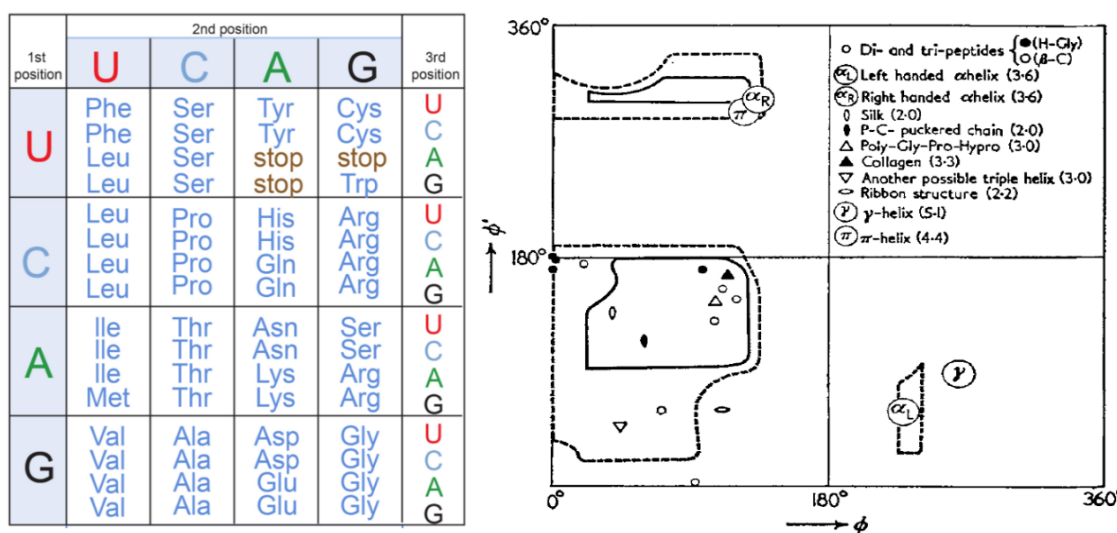 2nd position
1st position
U
C
A
G
3rd position
U
Phe Ser Tyr Cys U
Phe Ser Tyr Cys C
Leu Ser stop stop A
Leu Ser stop Trp G
C
Leu Pro His Arg U
Leu Pro His Arg C
Leu Pro Gln Arg A
Leu Pro Gln Arg G
A
Ile Thr Asn Ser U
Ile Thr Asn Ser C
Ile Thr Lys Arg A
Met Thr Lys Arg G
G
Val Ala Asp Gly U
Val Ala Asp Gly C
Val Ala Glu Gly A
Val Ala Glu Gly G
360°
180°
ϕ'
0°
180°
360°
ϕ
αR
π
αL
γ
Di- and tri-peptides (H-Gly)
(β-C)
αL Left handed αhelix (3·6)
αR Right handed αhelix (3·6)
Silk (2·0)
P-C- puckered chain (2·0)
Poly-Gly-Pro-Hypro (3·0)
Collagen (3·3)
Another possible triple helix (3·0)
Ribbon structure (2·2)
γ γ-helix (5·1)
π π-helix (4·4)